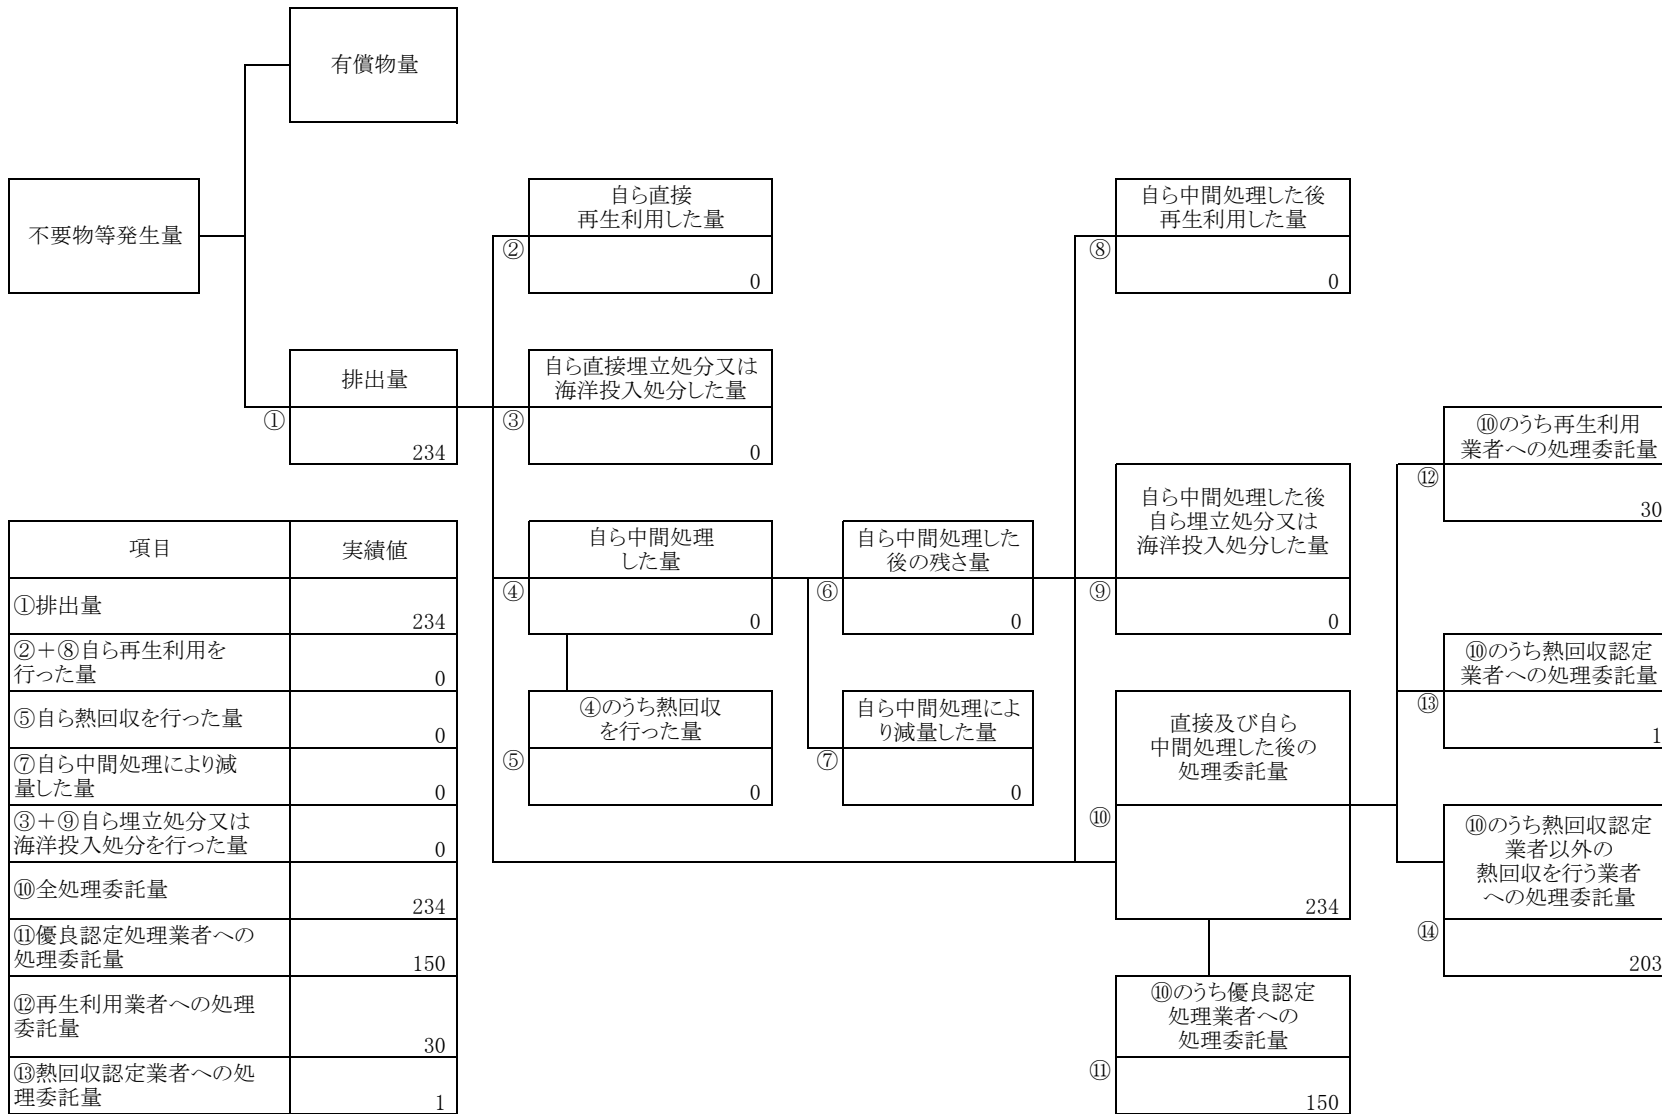 有償物量
不要物等発生量
自ら直接
再生利用した量
②
0
自ら中間処理した後
再生利用した量
⑧
0
排出量
①
234
自ら直接埋立処分又は
海洋投入処分した量
③
0
⑩のうち再生利用
業者への処理委託量
⑫
30
自ら中間処理した後
自ら埋立処分又は
海洋投入処分した量
⑨
0
自ら中間処理
した量
④
0
自ら中間処理した
後の残さ量
⑥
0
⑩のうち熱回収認定
業者への処理委託量
⑬
1
④のうち熱回収
を行った量
⑤
0
自ら中間処理によ
り減量した量
⑦
0
直接及び自ら
中間処理した後の
処理委託量
⑩
234
⑩のうち熱回収認定
業者以外の
熱回収を行う業者
への処理委託量
⑭
203
⑩のうち優良認定
処理業者への
処理委託量
⑪
150
項目 実績値
①排出量
234
②＋⑧自ら再生利用を
行った量
0
⑤自ら熱回収を行った量
0
⑦自ら中間処理により減
量した量
0
③＋⑨自ら埋立処分又は
海洋投入処分を行った量
0
⑩全処理委託量
234
⑪優良認定処理業者への
処理委託量
150
⑫再生利用業者への処理
委託量
30
⑬熱回収認定業者への処
理委託量
1